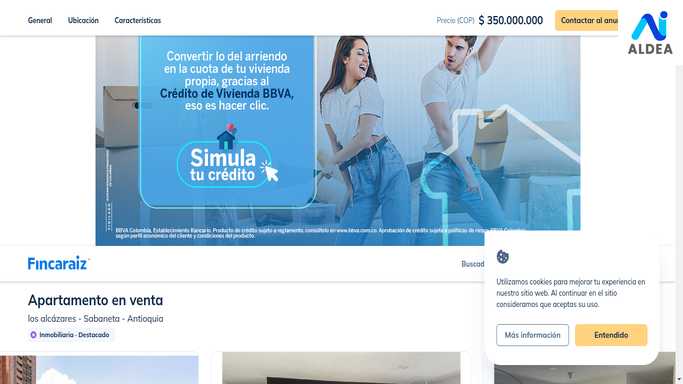 General Ubicación Características Precio (COP) $ 350.000.000 Contactar al anu
ALDEA
Convertir lo del arriendo
en la cuota de tu vivienda
propia, gracias al
Crédito de Vivienda BBVA,
eso es hacer clic.
Simula
tu crédito
BBVA Colombia, Establecimiento Bancario. Producto de crédito sujeto a reglamento, consúltelo en www.bbva.com.co. Aprobación de crédito sujeta a políticas de riesgo BBVA Colombia,
según perfil económico del cliente y condiciones del producto.
Fincaraíz
Buscad
Apartamento en venta
los alcázares - Sabaneta - Antioquia
Inmobiliaria · Destacado
Utilizamos cookies para mejorar tu experiencia en
nuestro sitio web. Al continuar en el sitio
consideramos que aceptas su uso.
Más información Entendido